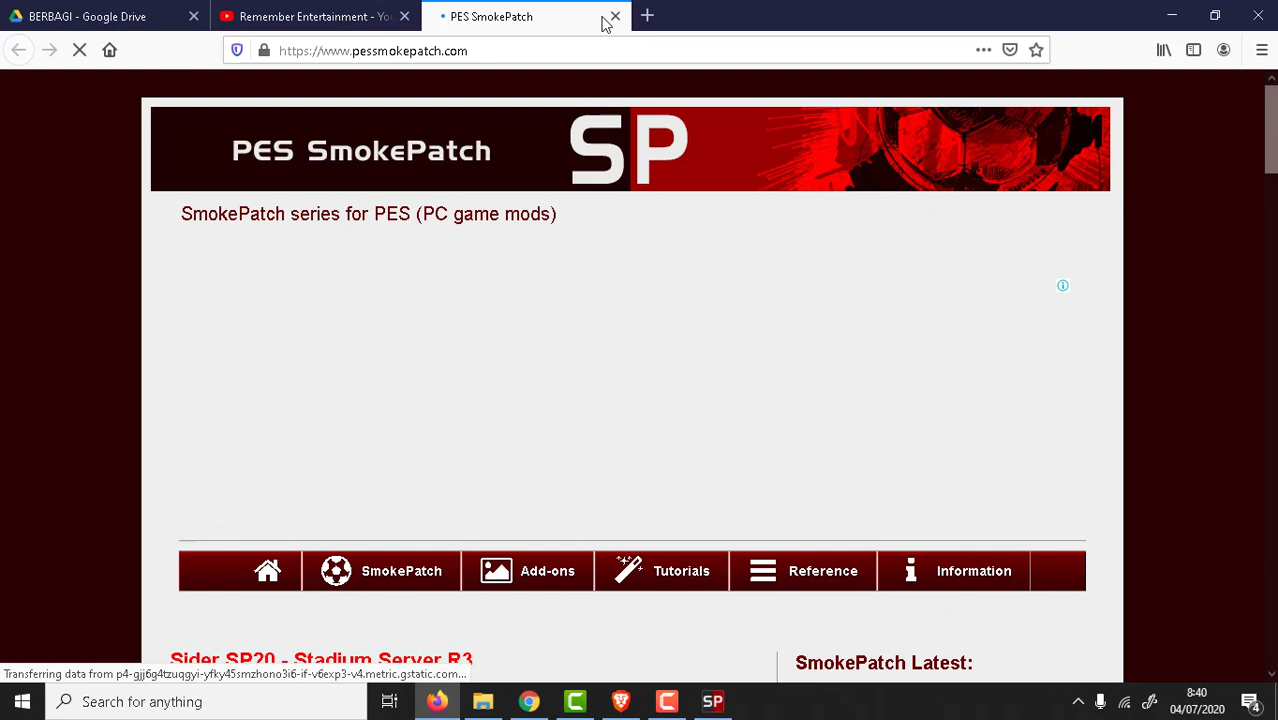 BERBAGI - Google Drive
Remember Entertainment - Yo
PES SmokePatch
https://www.pessmokepatch.com
PES SmokePatch SP
SmokePatch series for PES (PC game mods)
SmokePatch Add-ons Tutorials Reference Information
Sider SP20 - Stadium Server R3
SmokePatch Latest:
Transferring data from p4-gjj6g4tzuqgyi-yfky45smzhono3i6-if-v6exp3-v4.metric.gstatic.com...
Search for anything
SP
8:40
04/07/2020
4